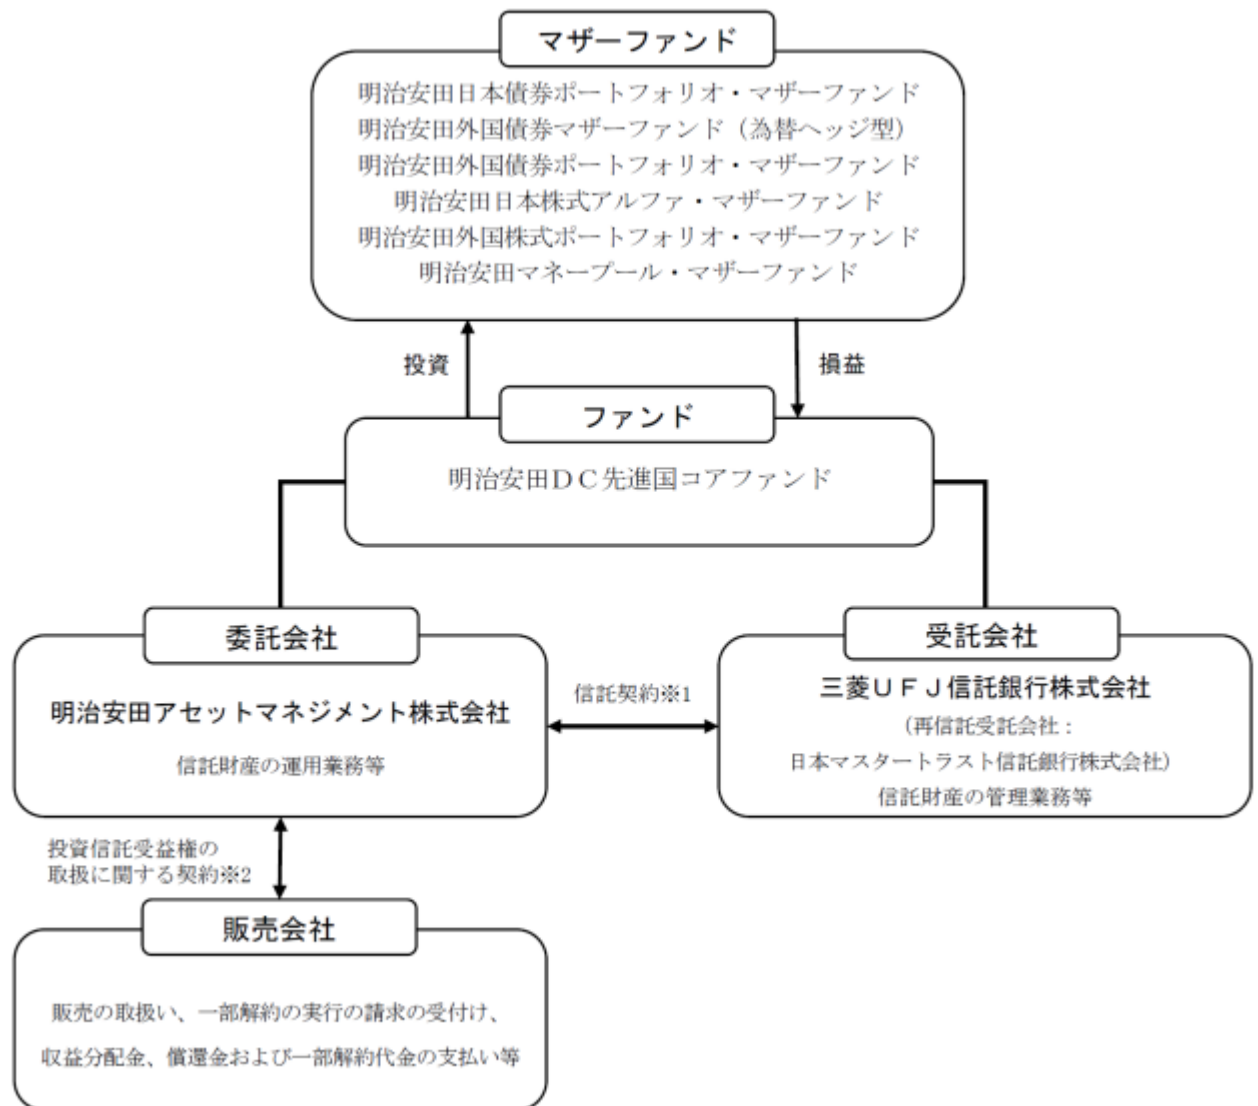 マザーファンド
明治安田日本債券ポートフォリオ・マザーファンド
明治安田外国債券マザーファンド（為替ヘッジ型）
明治安田外国債券ポートフォリオ・マザーファンド
明治安田日本株式アルファ・マザーファンド
明治安田外国株式ポートフォリオ・マザーファンド
明治安田マネープール・マザーファンド
投資
損益
ファンド
明治安田ＤＣ先進国コアファンド
委託会社
明治安田アセットマネジメント株式会社
信託財産の運用業務等
信託契約※1
受託会社
三菱ＵＦＪ信託銀行株式会社
（再信託受託会社：
日本マスタートラスト信託銀行株式会社）
信託財産の管理業務等
投資信託受益権の
取扱に関する契約※2
販売会社
販売の取扱い、一部解約の実行の請求の受付け、
収益分配金、償還金および一部解約代金の支払い等